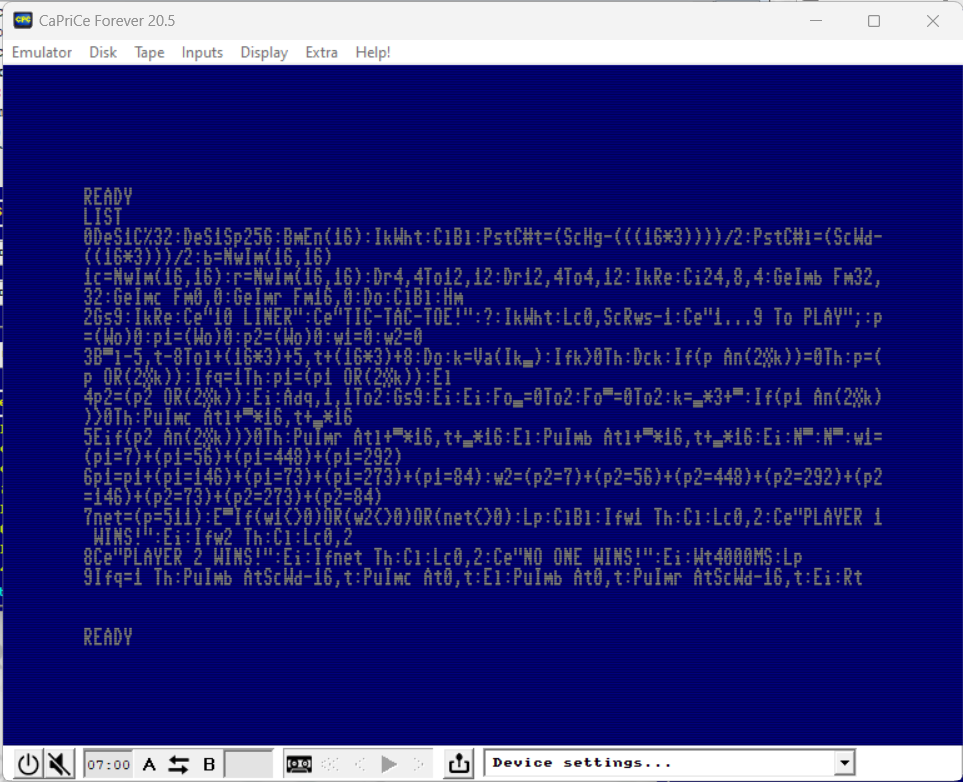 CaPriCe Forever 20.5
Emulator Disk Tape Inputs Display Extra Help!
READY
LIST
0DeSiC%32:DeSiSp256:BmEn(16):IkWht:ClBl:PstC#t=(ScHg-(((16*3))))/2:PstC#l=(ScWd-
((16*3)))/2:b=NwIm(16,16)
1c=NwIm(16,16):r=NwIm(16,16):Dr4,4To12,12:Dr12,4To4,12:IkRe:Ci24,8,4:GeImb Fm32,
32:GeImc Fm0,0:GeImr Fm16,0:Do:ClBl:Hm
2Gs9:IkRe:Ce"10 LINER":Ce"TIC-TAC-TOE!":?:IkWht:Lc0,ScRws-1:Ce"1...9 To PLAY";:p
=(Wo)0:p1=(Wo)0:p2=(Wo)0:w1=0:w2=0
3B▀l-5,t-8Tol+(16*3)+5,t+(16*3)+8:Do:k=Va(Ik▄):Ifk>0Th:Dck:If(p An(2▒k))=0Th:p=(
p OR(2▒k)):Ifq=1Th:p1=(p1 OR(2▒k)):El
4p2=(p2 OR(2▒k)):Ei:Adq,1,1To2:Gs9:Ei:Ei:Fo▄=0To2:Fo▀=0To2:k=▄*3+▀:If(p1 An(2▒k)
))>0Th:PuImc Atl+▀*16,t+▄*16
5Eif(p2 An(2▒k)))>0Th:PuImr Atl+▀*16,t+▄*16:El:PuImb Atl+▀*16,t+▄*16:Ei:N▀:N▀:w1=
(p1=7)+(p1=56)+(p1=448)+(p1=292)
6p1=p1+(p1=146)+(p1=73)+(p1=273)+(p1=84):w2=(p2=7)+(p2=56)+(p2=448)+(p2=292)+(p2
=146)+(p2=73)+(p2=273)+(p2=84)
7net=(p=511):E▀If(w1<>0)OR(w2<>0)OR(net<>0):Lp:ClBl:Ifw1 Th:Cl:Lc0,2:Ce"PLAYER 1
WINS!":Ei:Ifw2 Th:Cl:Lc0,2
8Ce"PLAYER 2 WINS!":Ei:Ifnet Th:Cl:Lc0,2:Ce"NO ONE WINS!":Ei:Wt4000MS:Lp
9Ifq=1 Th:PuImb AtScWd-16,t:PuImc At0,t:El:PuImb At0,t:PuImr AtScWd-16,t:Ei:Rt
READY
07:00 A B Device settings...